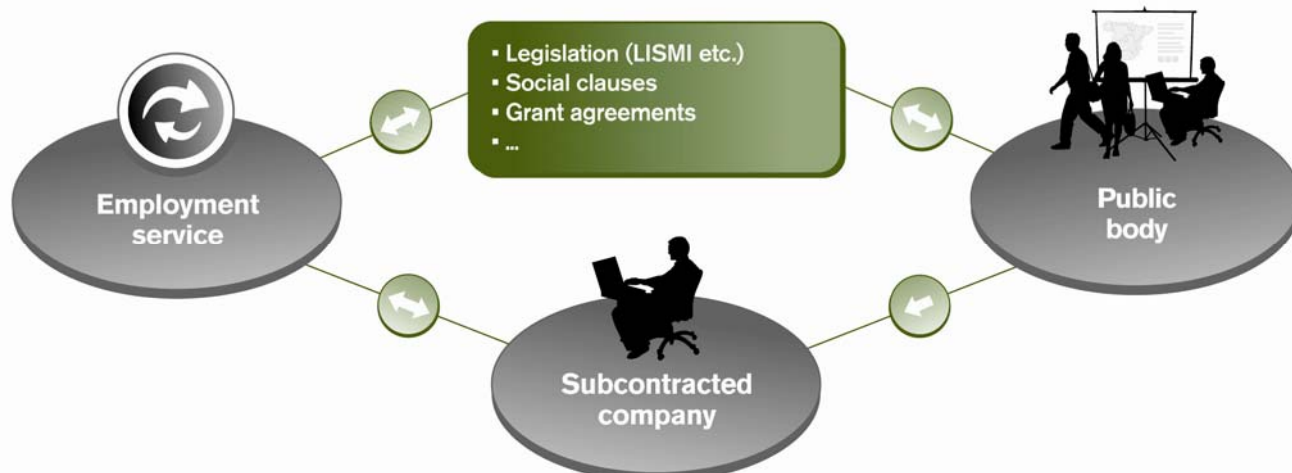 ▪ Legislation (LISMI etc.)
▪ Social clauses
▪ Grant agreements
▪ ...
Employment
service
Public
body
Subcontracted
company